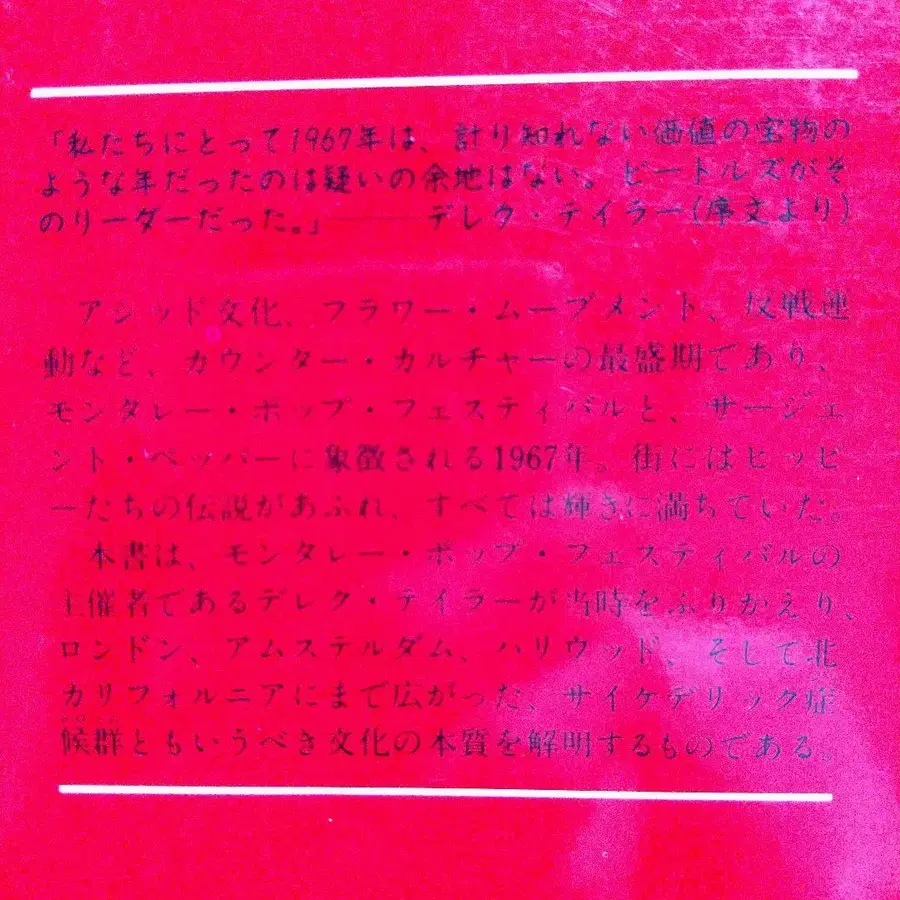 「私たちにとって1967年は、計り知れない価値の宝物の
ような年だったのは疑いの余地はない。ビートルズがそ
のリーダーだった。」――デレク・テイラー(序文より)
アシッド文化、フラワー・ムーブメント、反戦運
動など、カウンター・カルチャーの最盛期であり、
モンタレー・ポップ・フェスティバルと、サージェ
ント・ペッパーに象徴される1967年。街にはヒッピ
ーたちの伝説があふれ、すべては輝きに満ちていた。
本書は、モンタレー・ポップ・フェスティバルの
主催者であるデレク・テイラーが当時をふりかえり、
ロンドン、アムステルダム、ハリウッド、そして北
カリフォルニアにまで広がった、サイケデリック症
候群ともいうべき文化の本質を解明するものである。